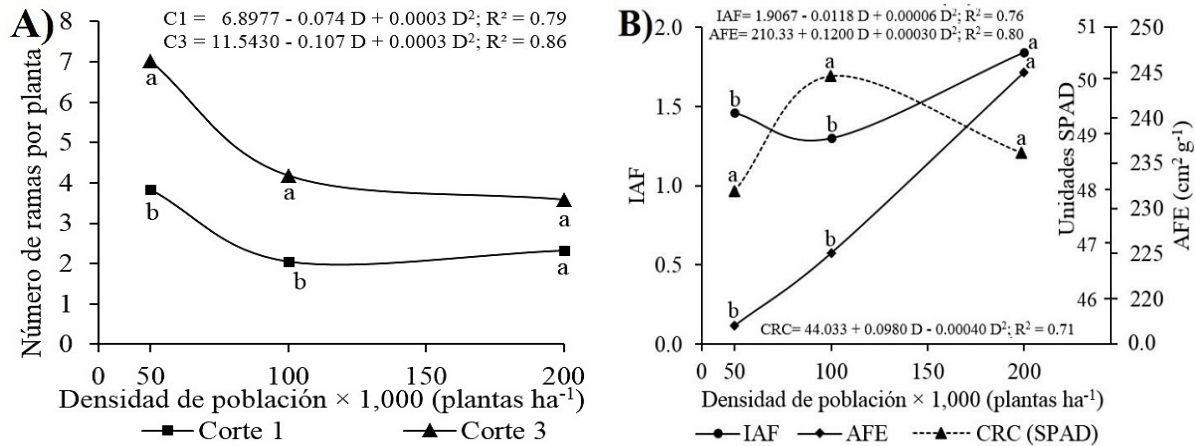 A)
C1 = 6.8977 - 0.074 D + 0.0003 D²; R² = 0.79
C3 = 11.5430 - 0.107 D + 0.0003 D²; R² = 0.86
Número de ramas por planta
8
7
6
5
4
3
2
1
0
a
a
a
b
b
a
0 50 100 150 200
Densidad de población × 1,000 (plantas ha⁻¹)
Corte 1 Corte 3
B)
IAF= 1.9067 - 0.0118 D + 0.00006 D²; R² = 0.76
AFE= 210.33 + 0.1200 D + 0.00030 D²; R² = 0.80
IAF
2.0
1.5
1.0
0.5
0.0
b
b
a
a
a
a
b
b
a
Unidades SPAD
51
50
49
48
47
46
AFE (cm² g⁻¹)
250
245
240
235
230
225
220
0.0
CRC= 44.033 + 0.0980 D - 0.00040 D²; R² = 0.71
0 50 100 150 200
Densidad de población × 1,000 (plantas ha⁻¹)
IAF AFE CRC (SPAD)